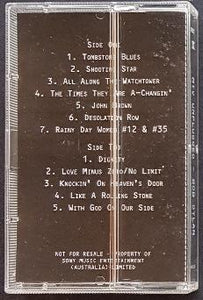 Side One
1. Tombstone Blues
2. Shooting Star
3. All Along The Watchtower
4. The Times They Are A-Changin'
5. John Brown
6. Desolation Row
7. Rainy Day Women #12 & #35
Side Two
1. Dignity
2. Love Minus Zero/No Limit
3. Knockin' On Heaven's Door
4. Like A Rolling Stone
5. With God On Our Side
NOT FOR RESALE - PROPERTY OF
SONY MUSIC ENTERTAINMENT
(AUSTRALIA) LIMITED